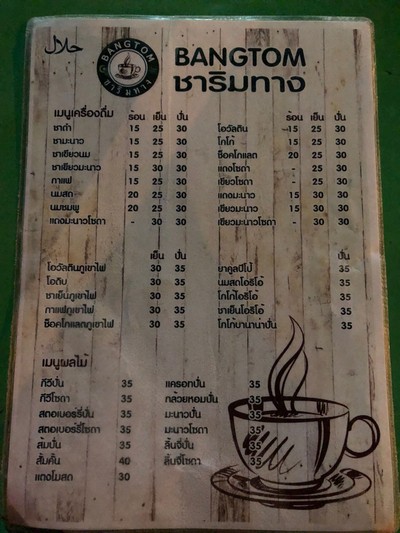 حلال
BANGTOM
ชาริมทาง
BANGTOM
ชาริมทาง
เมนูเครื่องดื่ม ร้อน เย็น ปั่น
ชาดำ 15 25 30
ชามะนาว 15 25 30
ชาเขียวนม 15 25 30
ชาเขียวมะนาว 15 30 30
กาแฟ 15 25 30
นมสด 20 25 30
นมชมพู 20 25 30
แดงมะนาวโซดา - 30 30
ร้อน เย็น ปั่น
โอวัลติน 15 25 30
โกโก้ 15 25 30
ช็อคโกแลต 20 25 30
แดงโซดา - 25 30
เขียวโซดา - 25 30
แดงมะนาว 15 30 30
เขียวมะนาว 15 30 30
เขียวมะนาวโซดา - 30 30
เย็น ปั่น
โอวัลตินภูเขาไฟ 30 35
โอดิบ 30 35
ชาเย็นภูเขาไฟ 30 35
กาแฟภูเขาไฟ 30 35
ช็อคโกแลตภูเขาไฟ 30 35
ปั่น
ยาคูลปีโป้ 35
นมสดโอริโอ้ 35
โกโก้โอริโอ้ 35
ชาเย็นโอริโอ้ 35
โกโก้บานาน่าปั่น 35
เมนูผลไม้
กีวีปั่น 35
กีวีโซดา 35
สตอเบอร์รี่ปั่น 35
สตอเบอร์รี่โซดา 35
ส้มปั่น 35
ส้มคั้น 40
แตงโมสด 30
แครอทปั่น 35
กล้วยหอมปั่น 35
มะนาวปั่น 35
มะนาวโซดา 35
ลิ้นจี่ปั่น 35
ลิ้นจี่โซดา 35